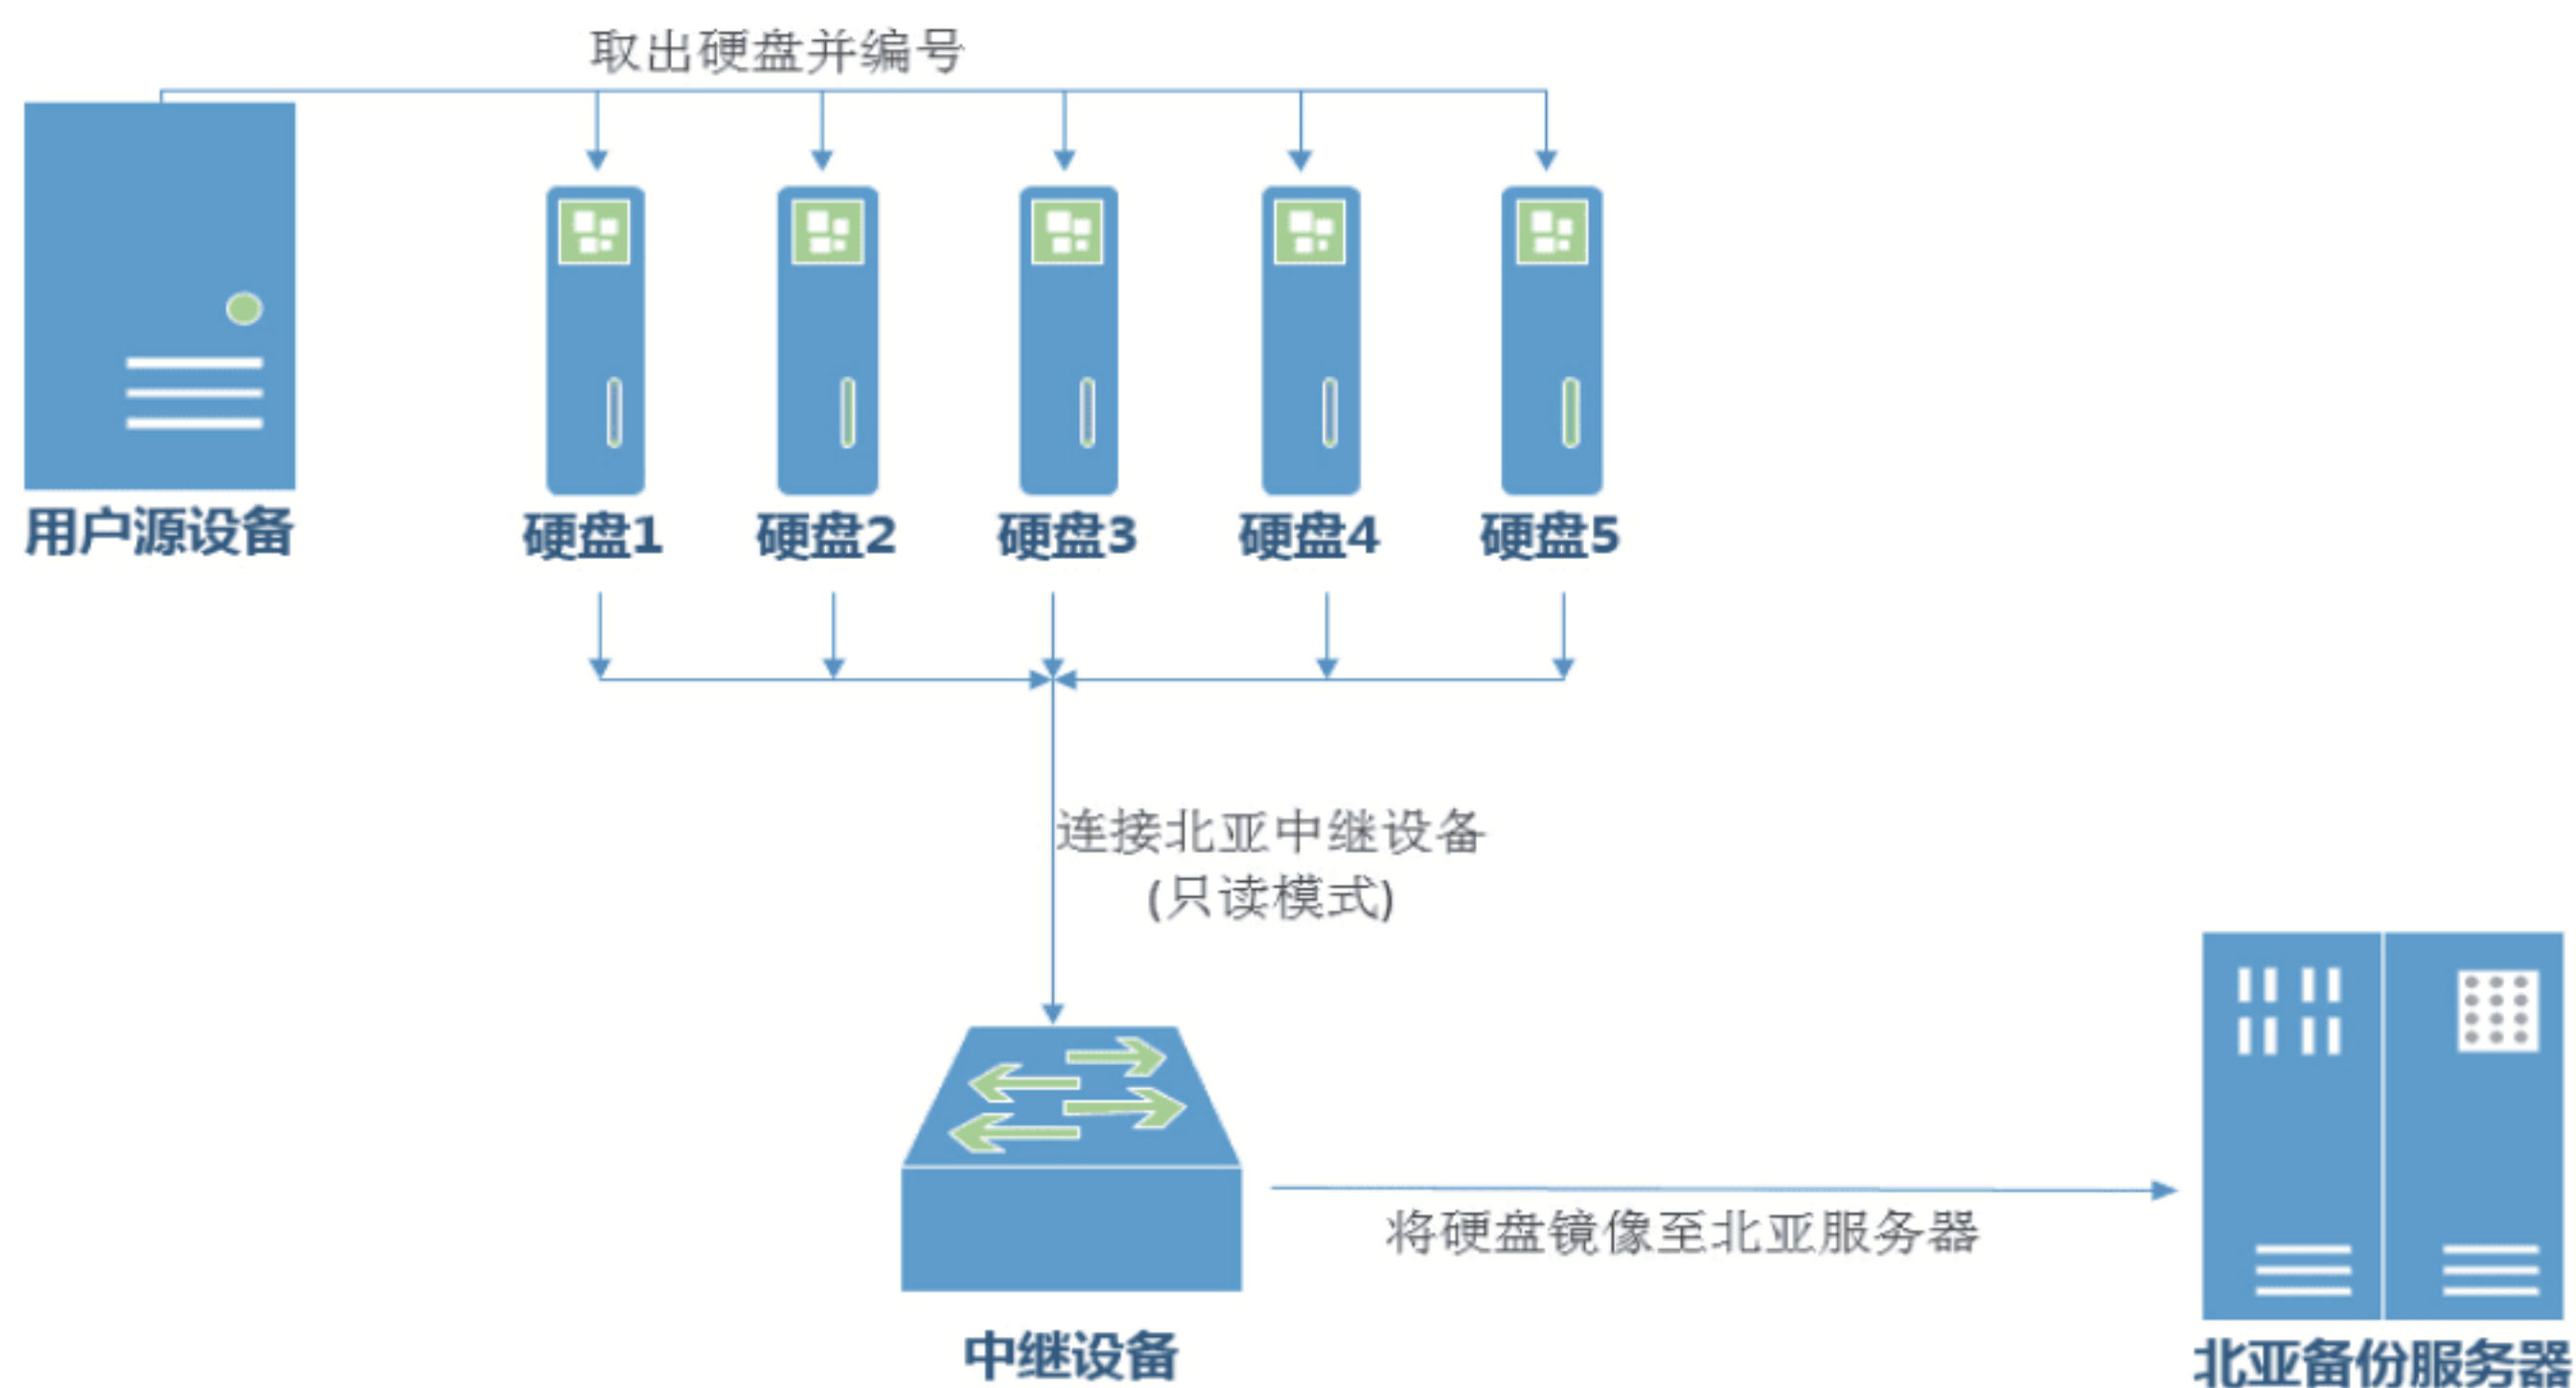 取出硬盘并编号
用户源设备
硬盘1
硬盘2
硬盘3
硬盘4
硬盘5
连接北亚中继设备
(只读模式)
将硬盘镜像至北亚服务器
中继设备
北亚备份服务器